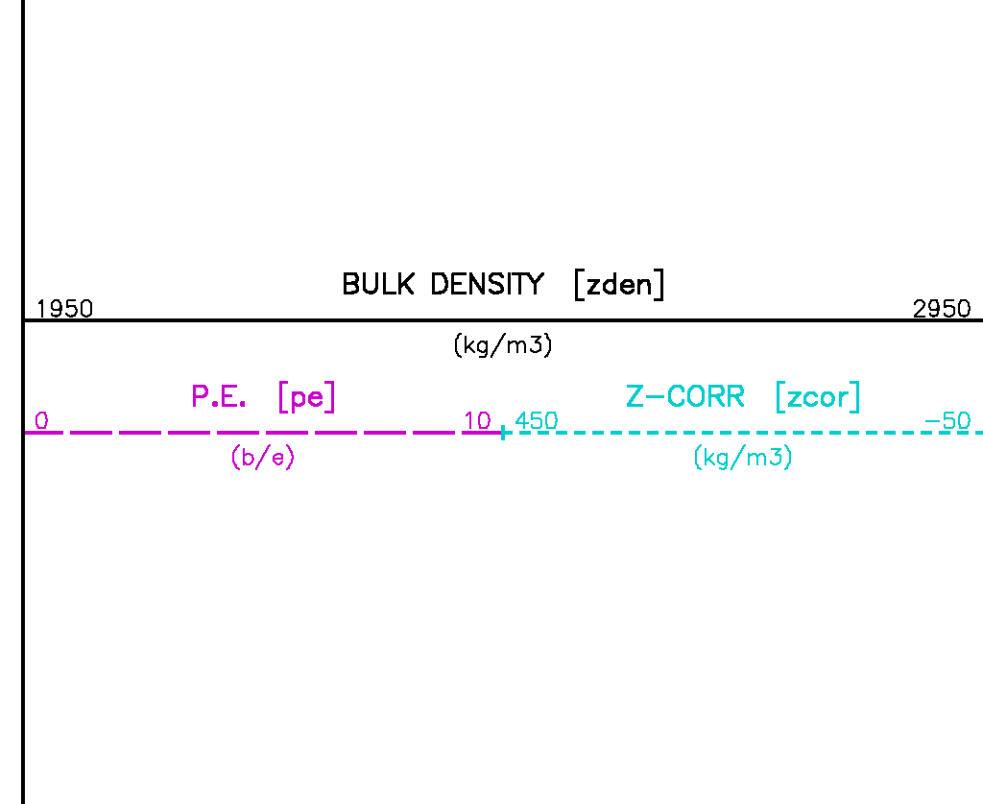 BULK DENSITY [zden]
1950 2950
(kg/m3)
P.E. [pe] Z-CORR [zcor]
0 10 450 -50
(b/e) (kg/m3)